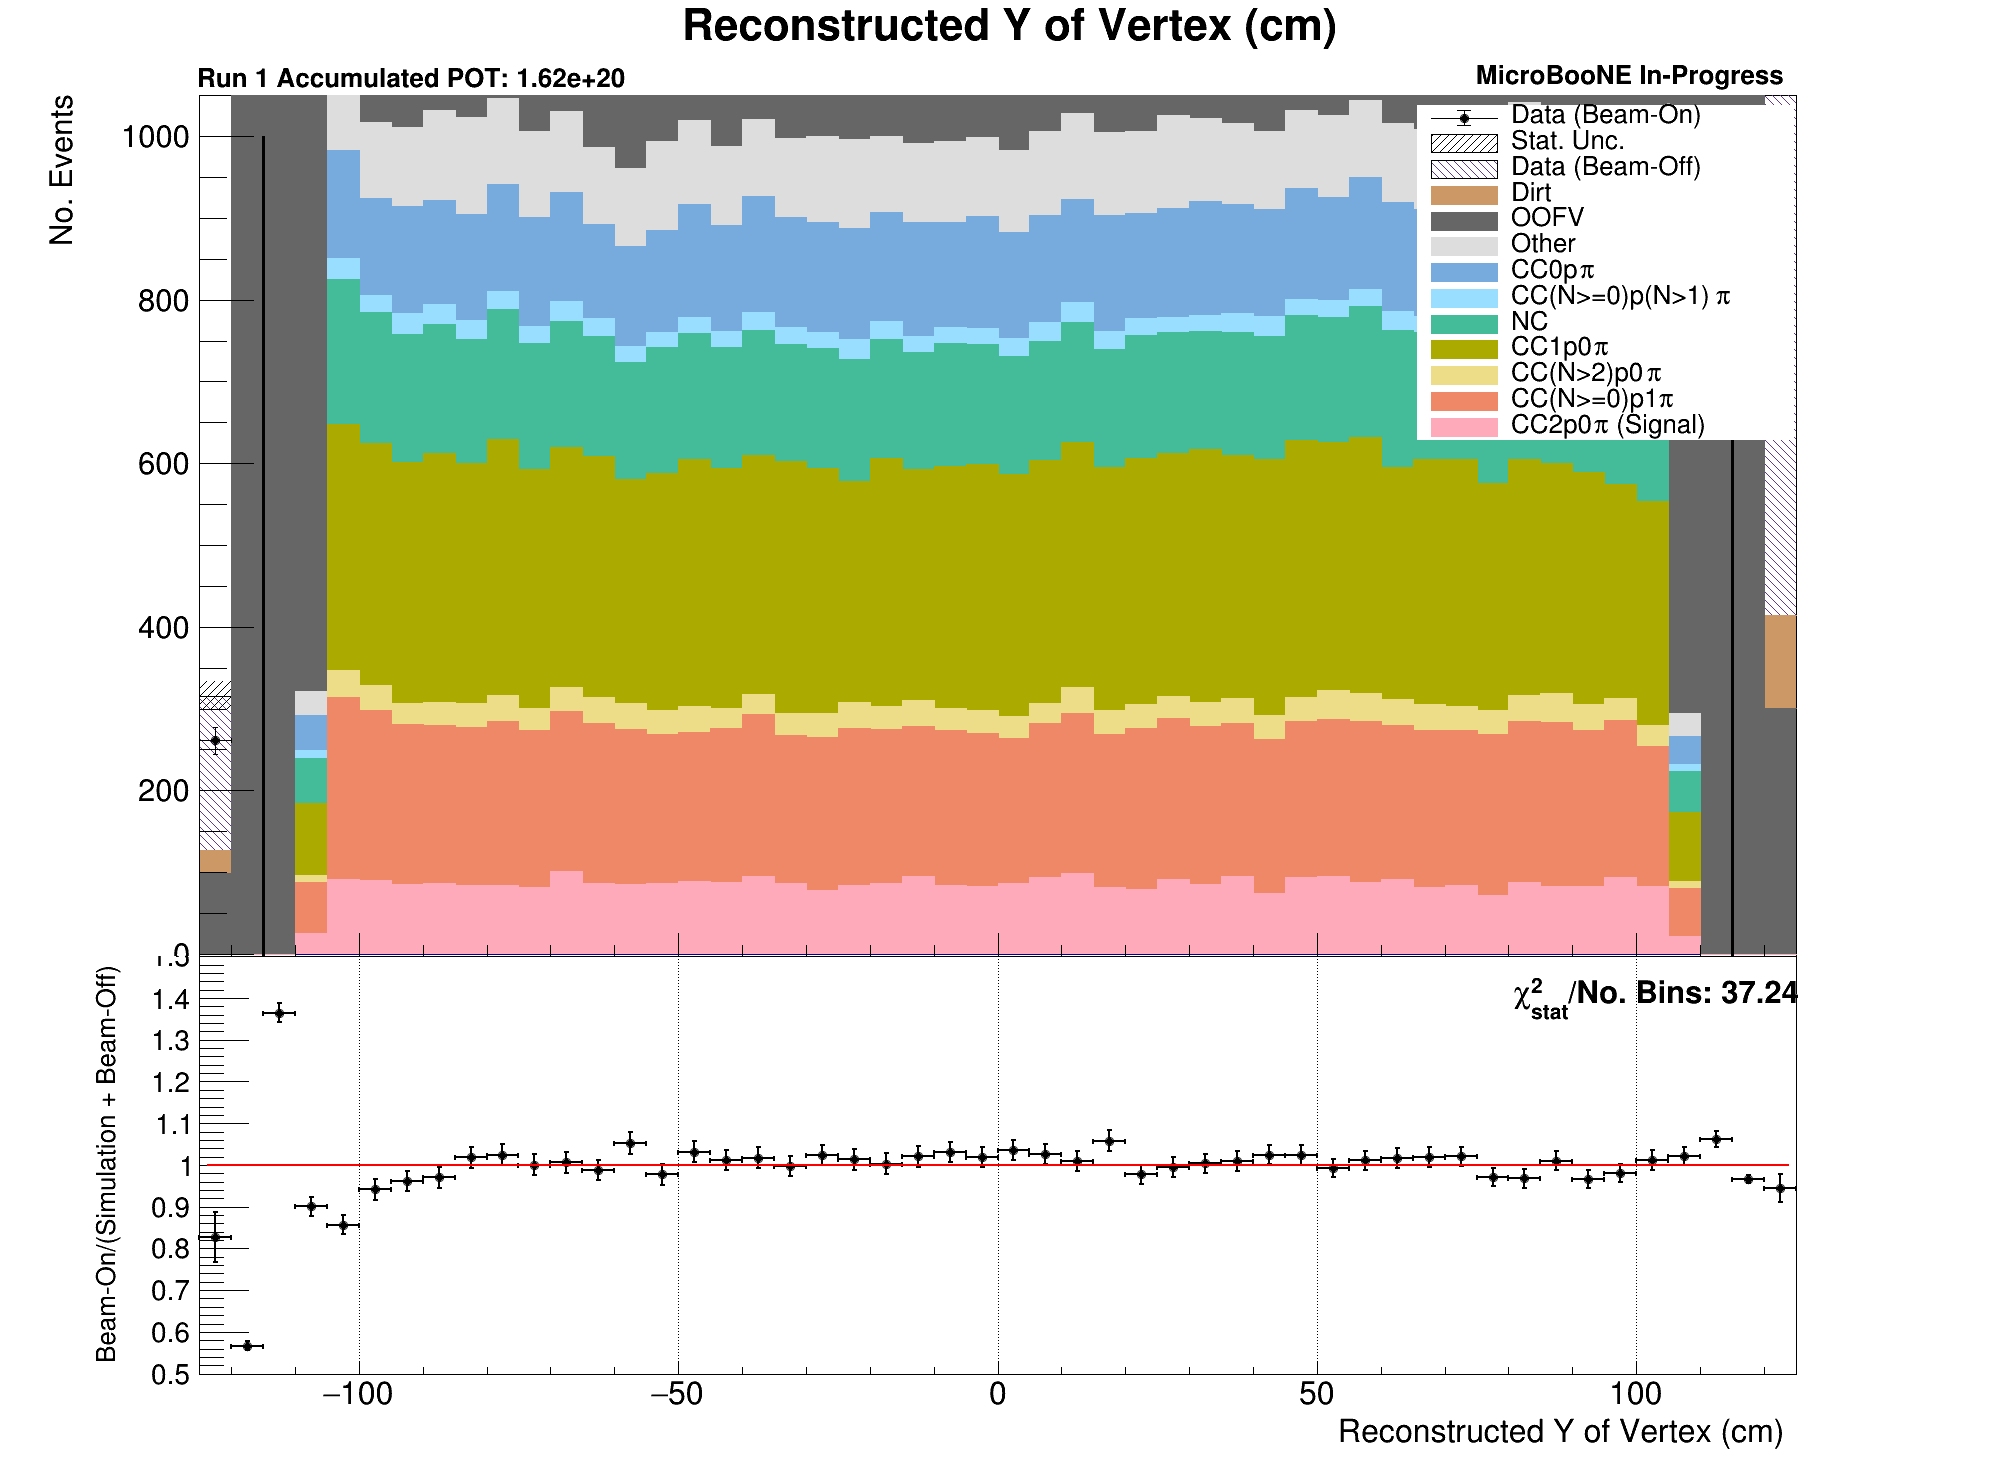 Reconstructed Y of Vertex (cm)
Run 1 Accumulated POT: 1.62e+20
MicroBooNE In-Progress
No. Events
1000
800
600
400
200
0
Data (Beam-On)
Stat. Unc.
Data (Beam-Off)
Dirt
OOFV
Other
CC0pπ
CC(N>=0)p(N>1) π
NC
CC1p0π
CC(N>2)p0π
CC(N>=0)p1π
CC2p0π (Signal)
Beam-On/(Simulation + Beam-Off)
1.5
1.4
1.3
1.2
1.1
1
0.9
0.8
0.7
0.6
0.5
χ²stat/No. Bins: 37.24
−100
−50
0
50
100
Reconstructed Y of Vertex (cm)